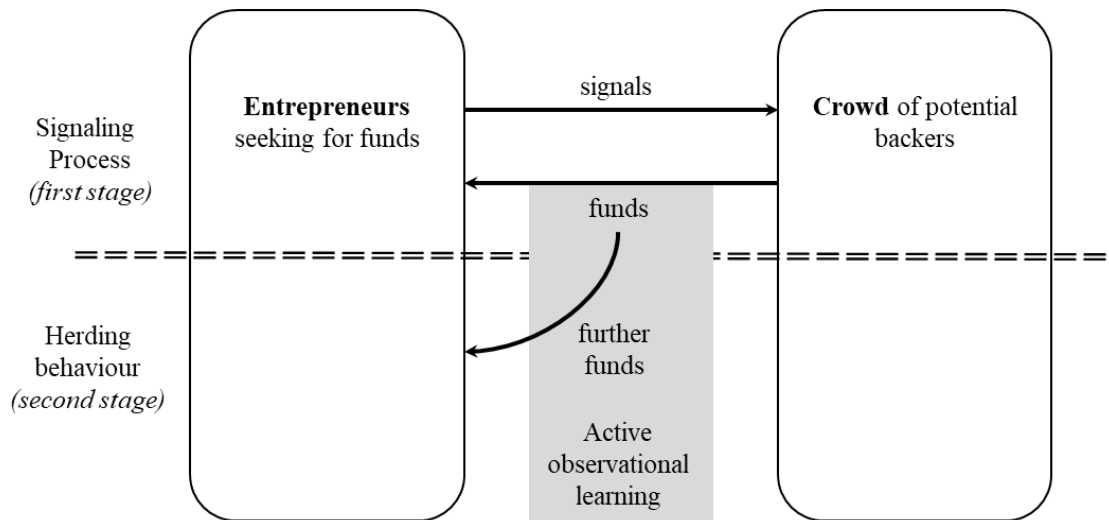 signals
Entrepreneurs
seeking for funds
Crowd of potential
backers
Signaling
Process
(first stage)
funds
Herding
behaviour
(second stage)
further
funds
Active
observational
learning